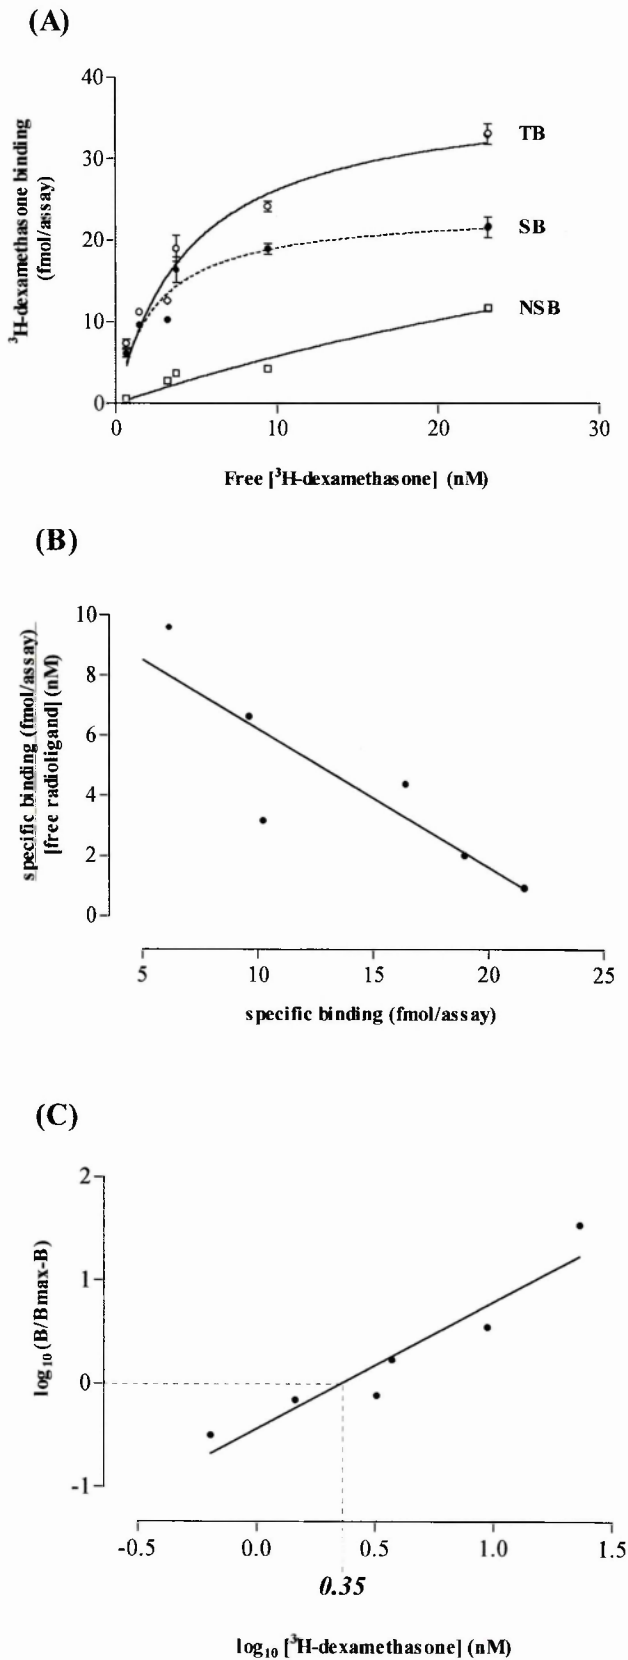 (A)
³H-dexamethasone binding
(fmol/assay)
40
30
20
10
0
TB
SB
NSB
0 10 20 30
Free [³H-dexamethasone] (nM)
(B)
specific binding (fmol/assay)
[free radioligand] (nM)
10
8
6
4
2
0
5 10 15 20 25
specific binding (fmol/assay)
(C)
log₁₀(B/Bmax-B)
2
1
0
-1
-0.5 0.0 0.5 1.0 1.5
0.35
log₁₀ [³H-dexamethasone] (nM)